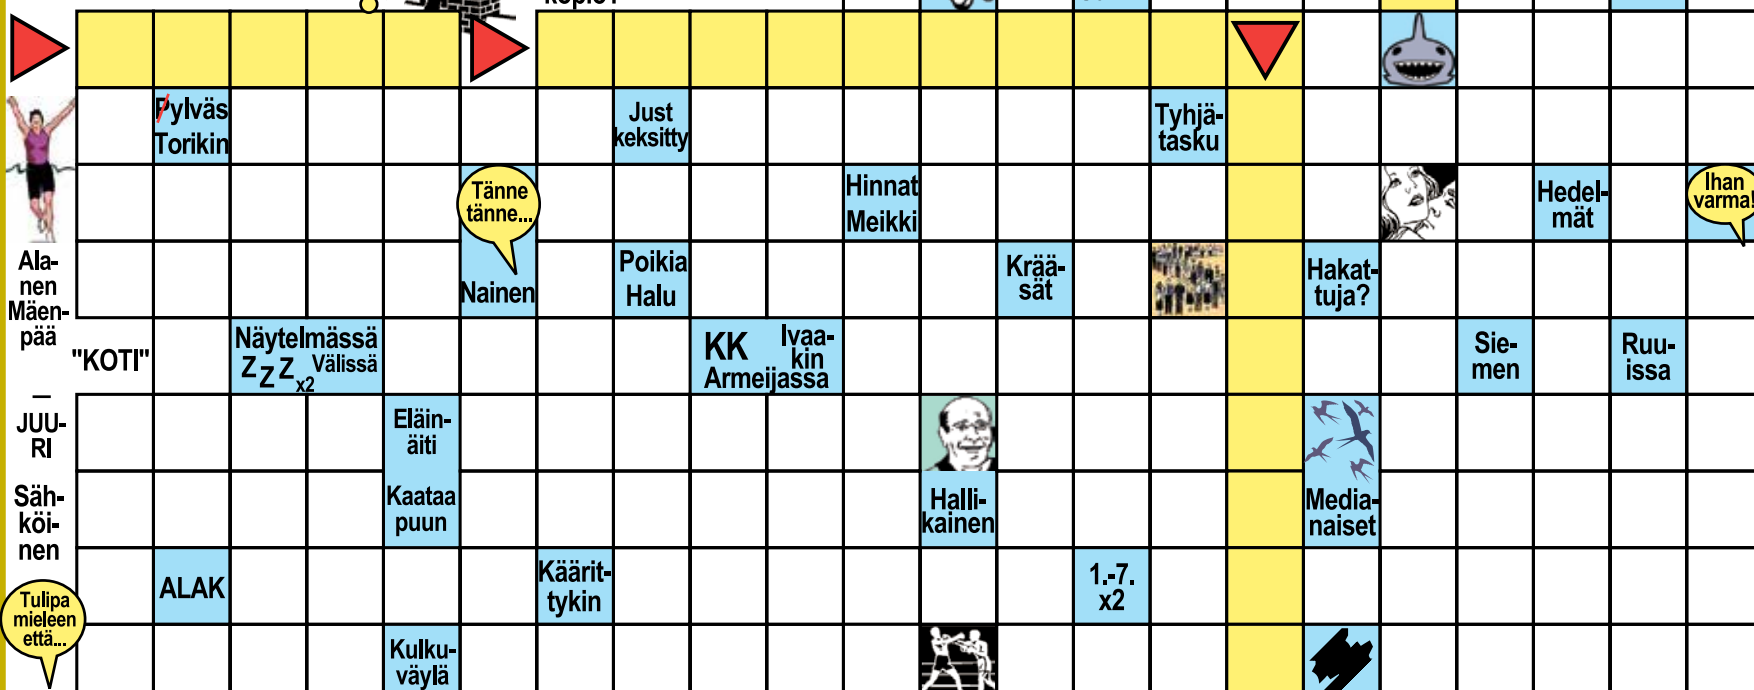 Pylväs
Torikin
Just
keksitty
Tyhjä-
tasku
Tänne
tänne...
Hinnat
Meikki
Hedel-
mät
Ihan
varma!
Ala-
nen
Mäen-
pää
Nainen
Poikia
Halu
Krää-
sät
Hakat-
tuja?
"KOTI"
Näytelmässä
ZZZ x2 Välissä
KK Ivaa-
kin
Armeijassa
Sie-
men
Ruu-
issa
–
JUU-
RI
Eläin-
äiti
Säh-
köi-
nen
Kaataa
puun
Halli-
kainen
Media-
naiset
ALAK
Käärit-
tykin
1.-7.
x2
Tulipa
mieleen
että...
Kulku-
väylä